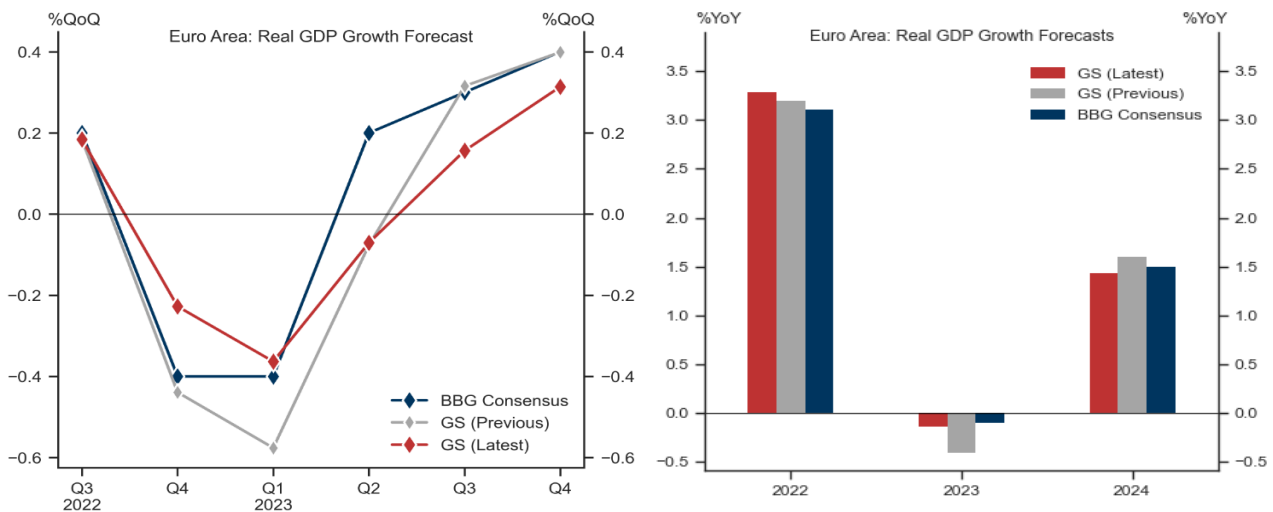 %QoQ %QoQ
Euro Area: Real GDP Growth Forecast
0.4 0.4
0.2 0.2
0.0 0.0
−0.2 −0.2
−0.4 −0.4
−0.6 −0.6
BBG Consensus
GS (Previous)
GS (Latest)
Q3 Q4 Q1 Q2 Q3 Q4
2022 2023
%YoY %YoY
Euro Area: Real GDP Growth Forecasts
3.5 3.5
3.0 3.0
2.5 2.5
2.0 2.0
1.5 1.5
1.0 1.0
0.5 0.5
0.0 0.0
−0.5 −0.5
GS (Latest)
GS (Previous)
BBG Consensus
2022 2023 2024